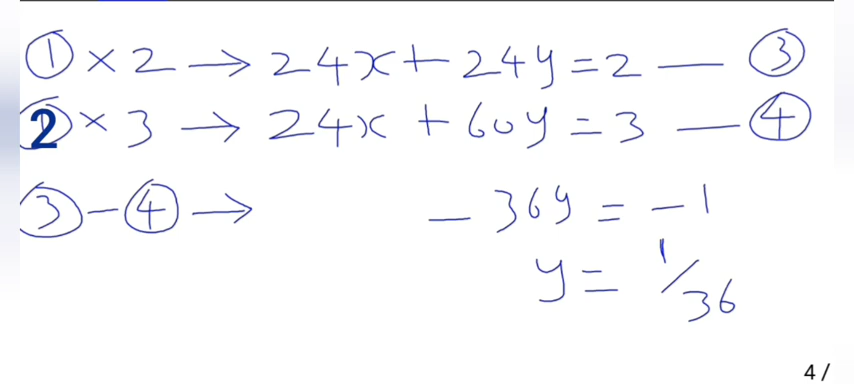 ① × 2 → 24x + 24y = 2 — ③
② × 3 → 24x + 60y = 3 — ④
③ - ④ → - 36y = - 1
y = 1/36
4 /